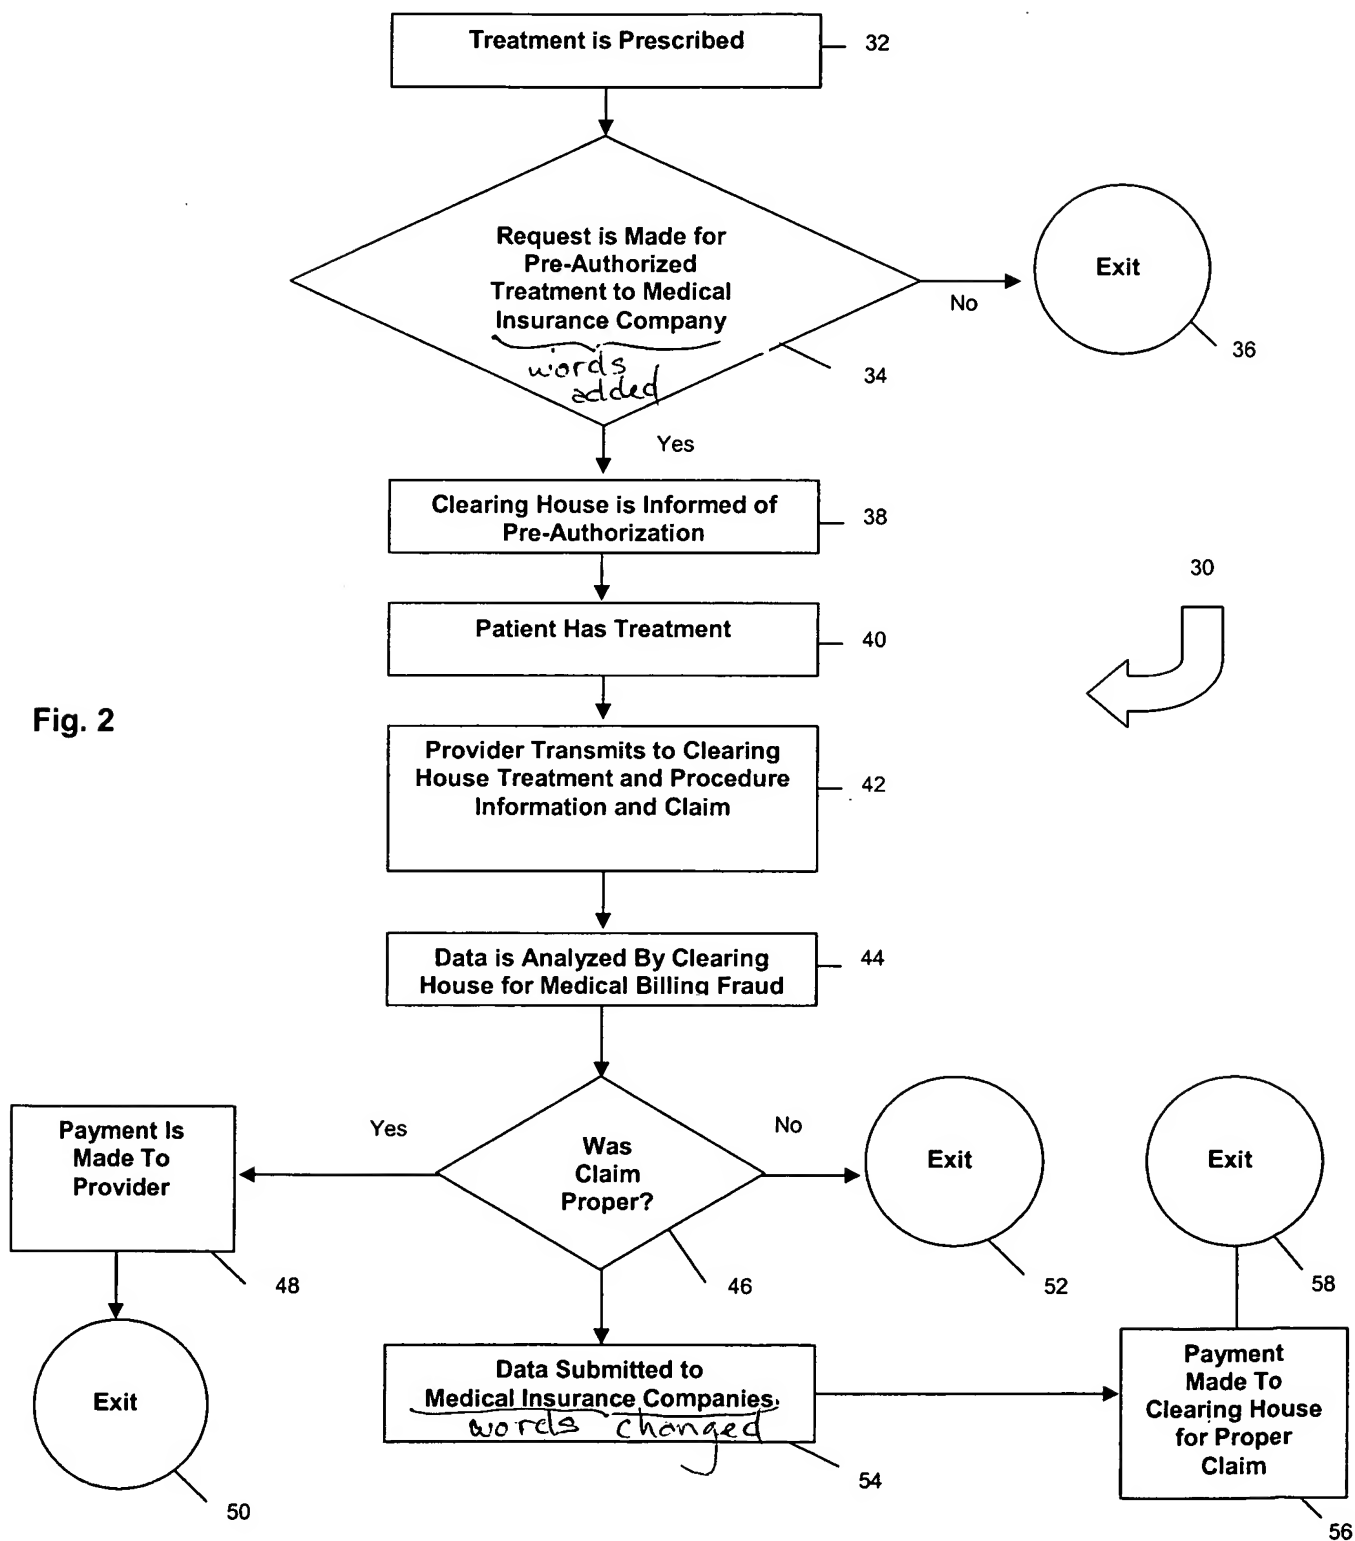 Treatment is Prescribed
32
Request is Made for
Pre-Authorized
Treatment to Medical
Insurance Company
words
added
34
No
Exit
36
Yes
Clearing House is Informed of
Pre-Authorization
38
30
Patient Has Treatment
40
Fig. 2
Provider Transmits to Clearing
House Treatment and Procedure
Information and Claim
42
Data is Analyzed By Clearing
House for Medical Billing Fraud
44
Was
Claim
Proper?
46
Yes
No
Payment Is
Made To
Provider
48
Exit
50
Exit
52
Exit
58
Data Submitted to
Medical Insurance Companies.
words changed
54
Payment
Made To
Clearing House
for Proper
Claim
56